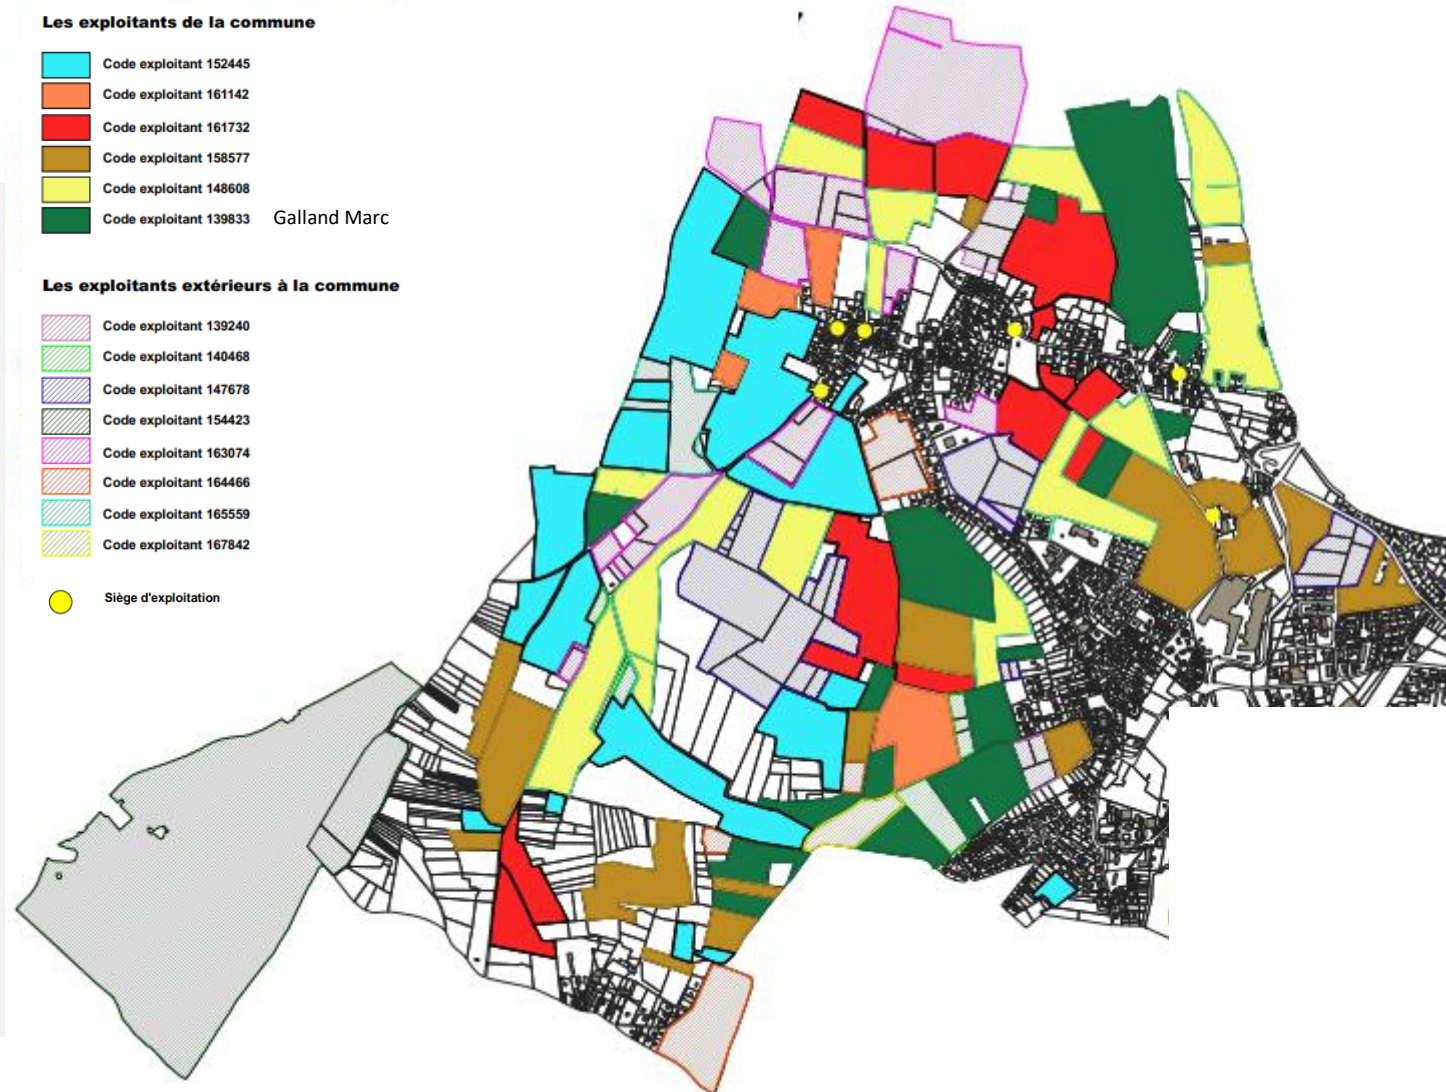 Les exploitants de la commune
Code exploitant 152445
Code exploitant 161142
Code exploitant 161732
Code exploitant 158577
Code exploitant 148608
Code exploitant 139833 Galland Marc
Les exploitants extérieurs à la commune
Code exploitant 139240
Code exploitant 140468
Code exploitant 147678
Code exploitant 154423
Code exploitant 163074
Code exploitant 164466
Code exploitant 165559
Code exploitant 167842
Siège d'exploitation